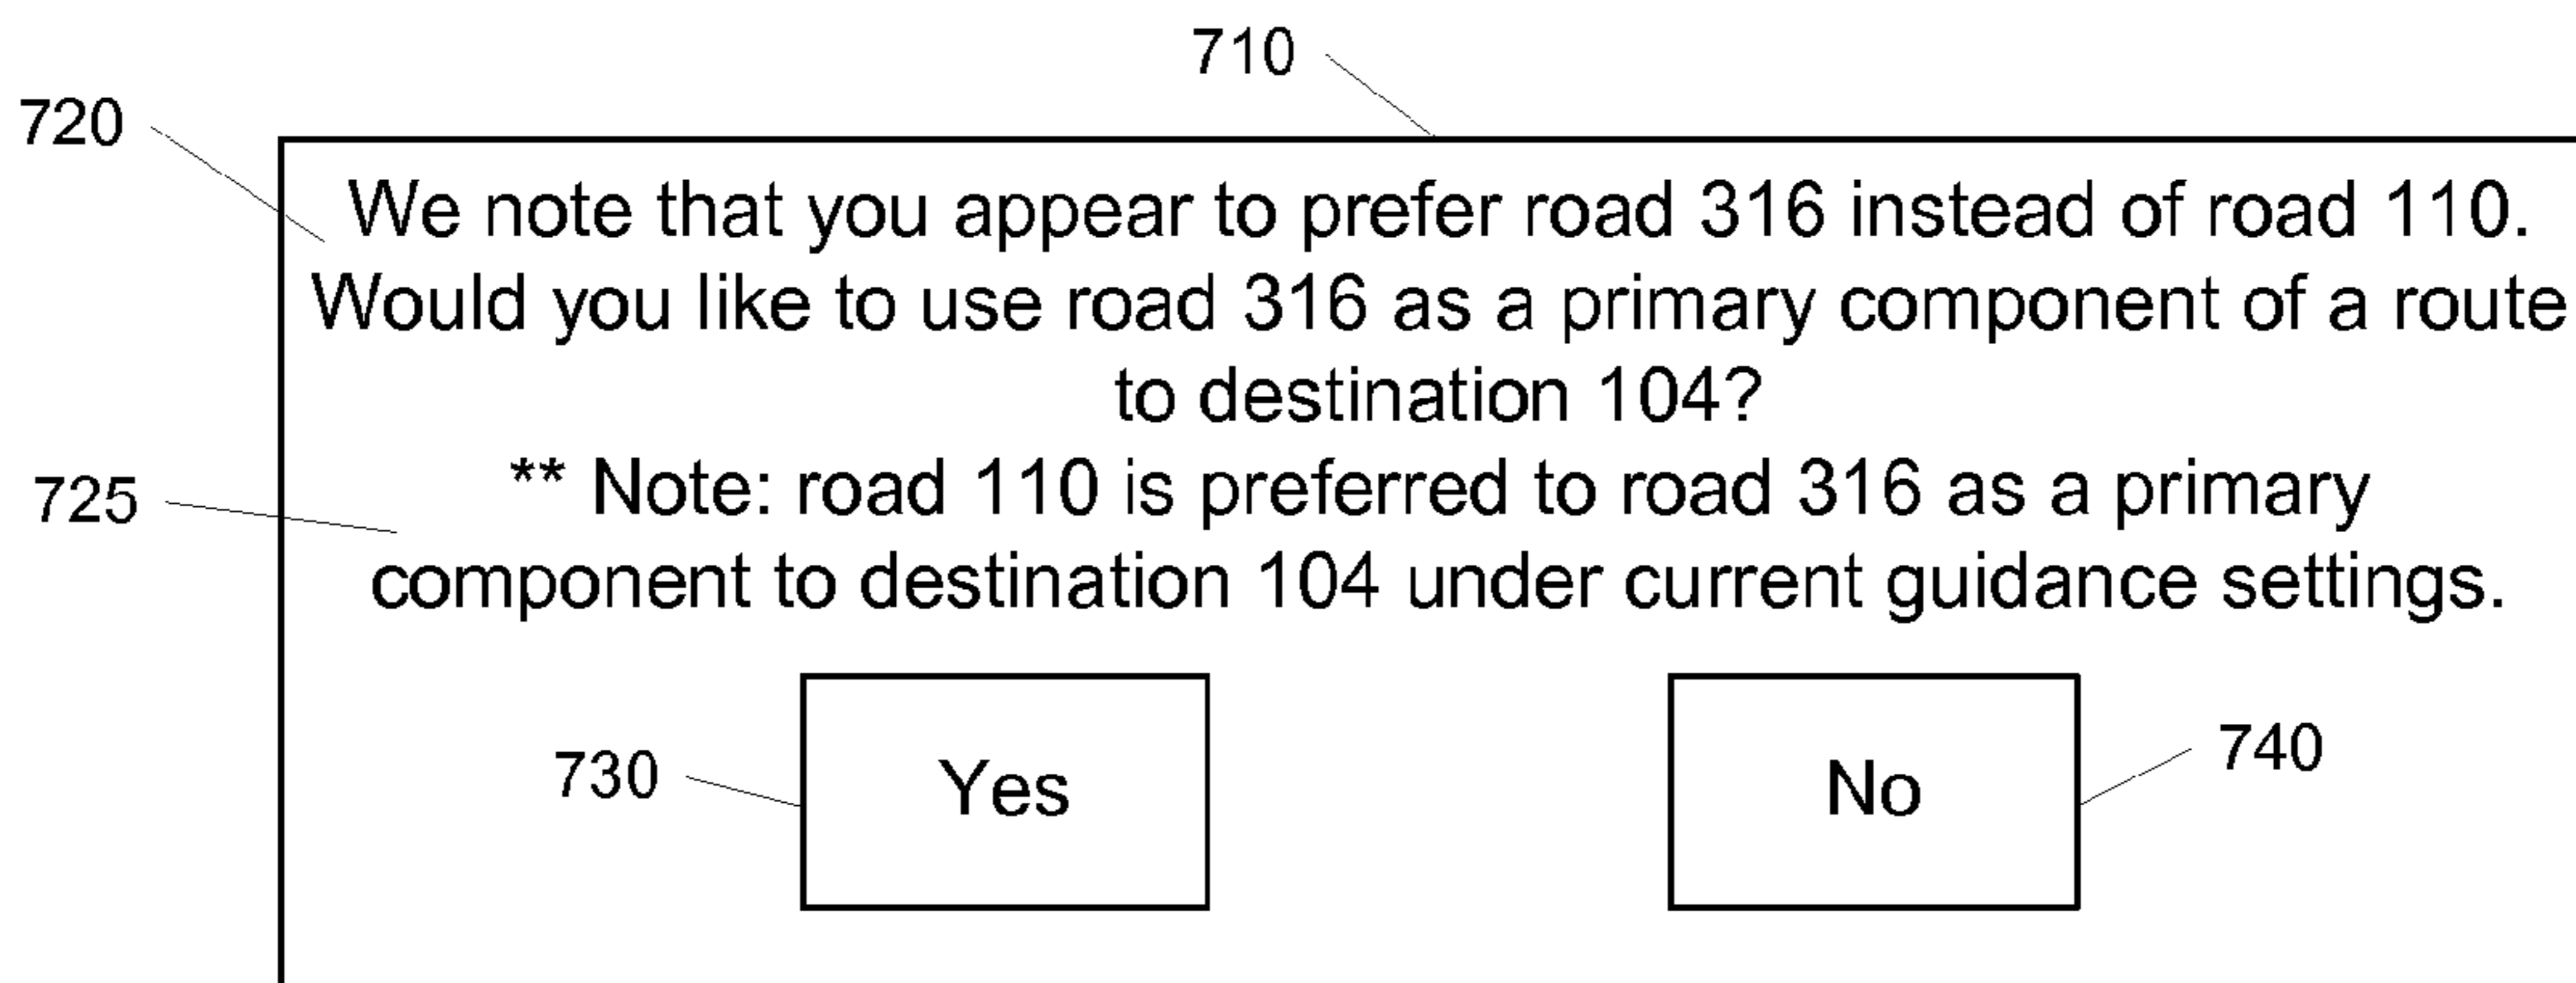 710
720
We note that you appear to prefer road 316 instead of road 110.
Would you like to use road 316 as a primary component of a route
to destination 104?
725
** Note: road 110 is preferred to road 316 as a primary
component to destination 104 under current guidance settings.
730
Yes
No
740